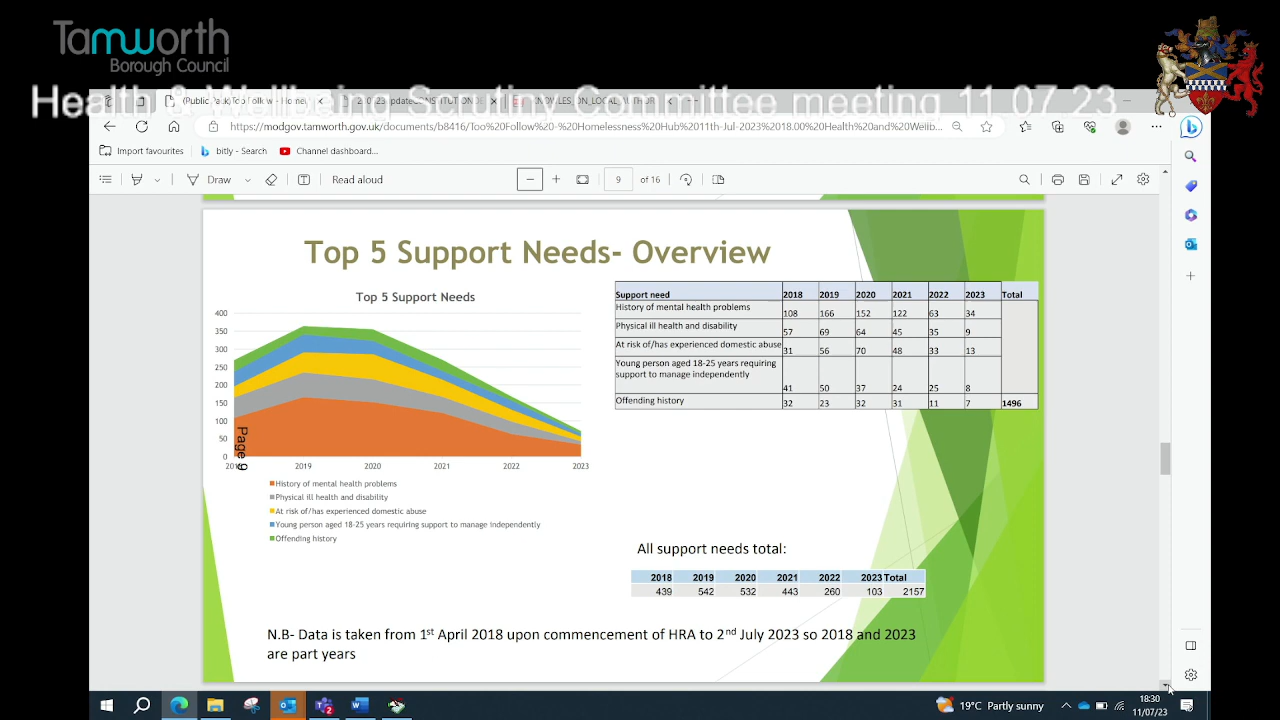 Tamworth
Borough Council
Health & Wellbeing Scrutiny Committee meeting 11.07.23
https://modgov.tamworth.gov.uk/documents/b8416/Too%20Follow%20-%20Homelessness%20Hub%2011th-Jul-2023%2018.00%20Health%20and%20Wellb...
Import favourites
bitly - Search
Channel dashboard...
Draw
Read aloud
9
of 16
Top 5 Support Needs- Overview
Top 5 Support Needs
400
350
300
250
200
150
100
50
0
2019 2020 2021 2022 2023
Page 9
History of mental health problems
Physical ill health and disability
At risk of/has experienced domestic abuse
Young person aged 18-25 years requiring support to manage independently
Offending history
Support need 2018 2019 2020 2021 2022 2023 Total
History of mental health problems 108 166 152 122 63 34
Physical ill health and disability 57 69 64 45 35 9
At risk of/has experienced domestic abuse 31 56 70 48 33 13
Young person aged 18-25 years requiring
support to manage independently 41 50 37 24 25 8
Offending history 32 23 32 31 11 7 1496
All support needs total:
2018 2019 2020 2021 2022 2023 Total
439 542 532 443 260 103 2157
N.B- Data is taken from 1st April 2018 upon commencement of HRA to 2nd July 2023 so 2018 and 2023
are part years
19°C Partly sunny
18:30
11/07/23